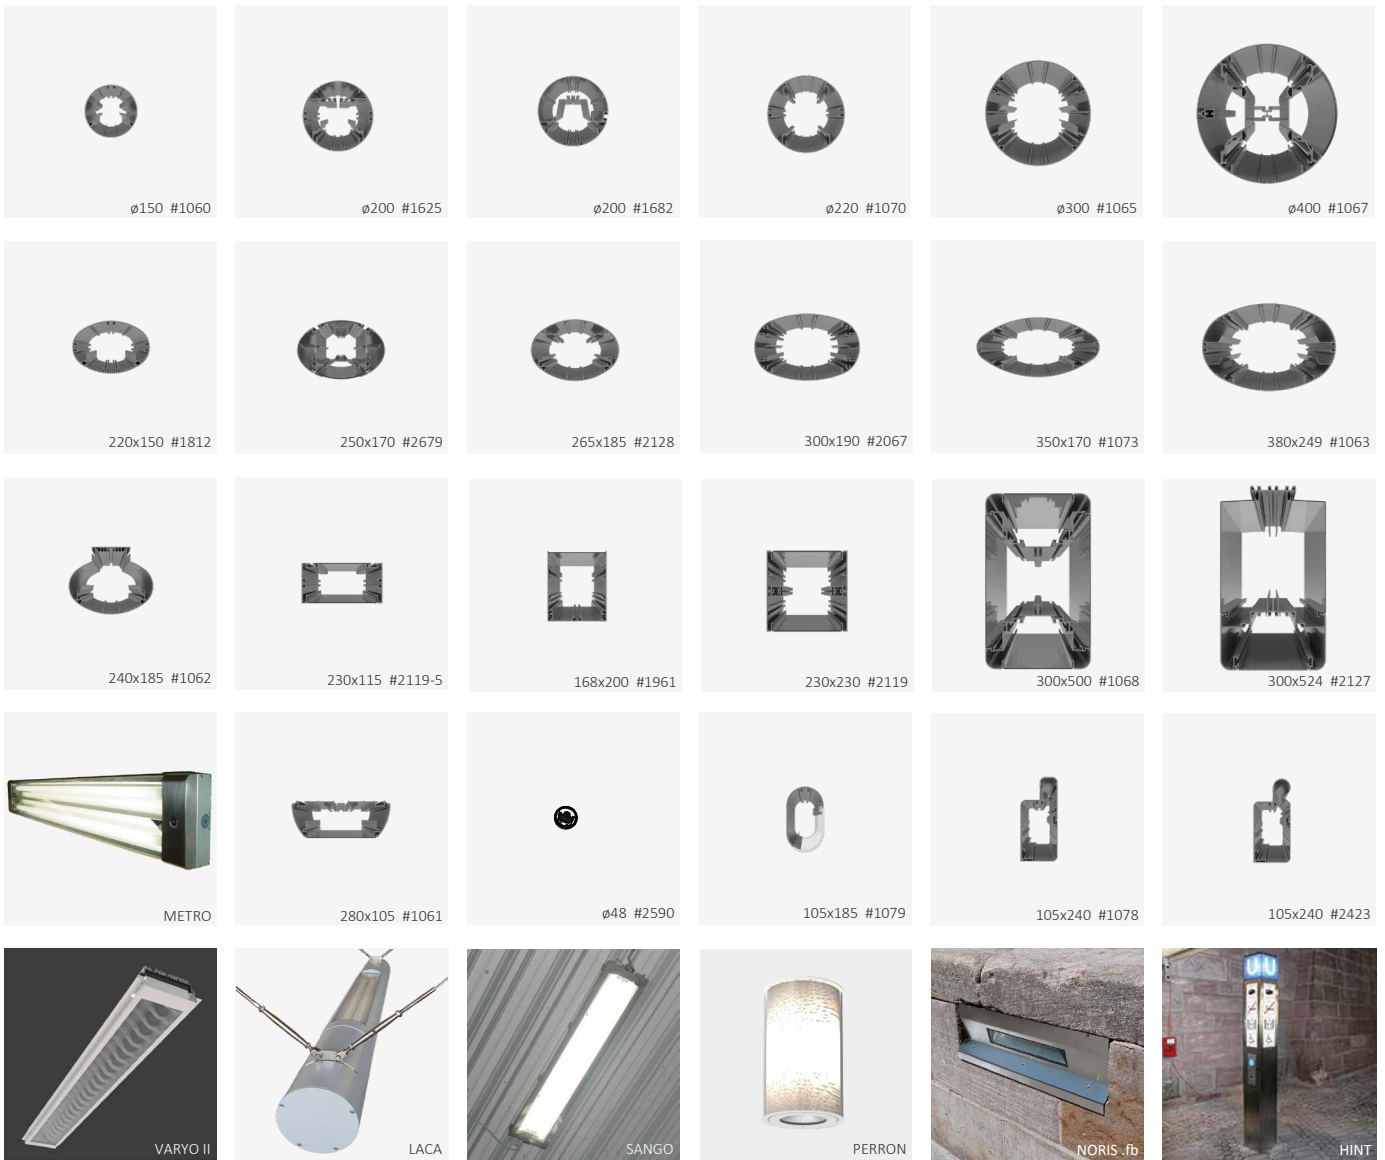 ø150 #1060
ø200 #1625
ø200 #1682
ø220 #1070
ø300 #1065
ø400 #1067
220x150 #1812
250x170 #2679
265x185 #2128
300x190 #2067
350x170 #1073
380x249 #1063
240x185 #1062
230x115 #2119-5
168x200 #1961
230x230 #2119
300x500 #1068
300x524 #2127
METRO
280x105 #1061
ø48 #2590
105x185 #1079
105x240 #1078
105x240 #2423
VARYO II
LACA
SANGO
PERRON
NORIS .fb
U U
HINT